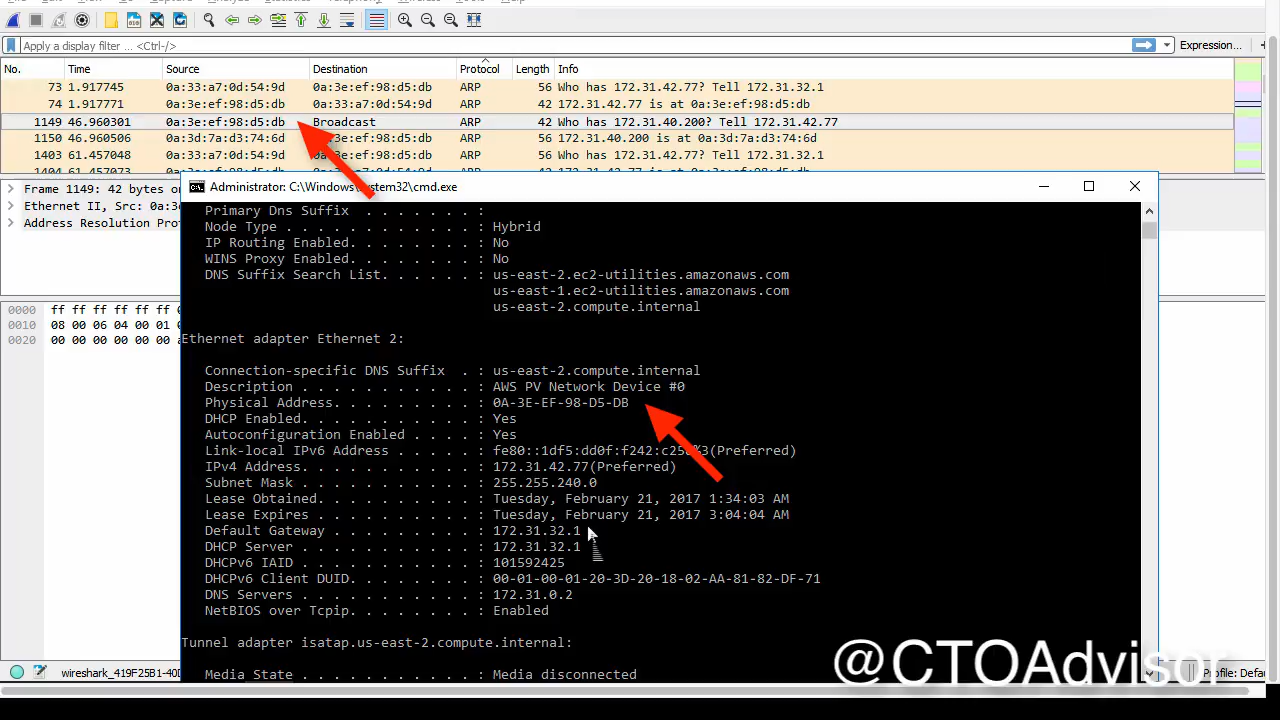 Apply a display filter ... <Ctrl-/>
Expression...
No. Time Source Destination Protocol Length Info
73 1.917745 0a:33:a7:0d:54:9d 0a:3e:ef:98:d5:db ARP 56 Who has 172.31.42.77? Tell 172.31.32.1
74 1.917771 0a:3e:ef:98:d5:db 0a:33:a7:0d:54:9d ARP 42 172.31.42.77 is at 0a:3e:ef:98:d5:db
1149 46.960301 0a:3e:ef:98:d5:db Broadcast ARP 42 Who has 172.31.40.200? Tell 172.31.42.77
1150 46.960506 0a:3d:7a:d3:74:6d 0a:3e:ef:98:d5:db ARP 56 172.31.40.200 is at 0a:3d:7a:d3:74:6d
1403 61.457048 0a:33:a7:0d:54:9d 0a:3e:ef:98:d5:db ARP 56 Who has 172.31.42.77? Tell 172.31.32.1
Frame 1149: 42 bytes on
Ethernet II, Src: 0a:3e
Address Resolution Prot
0000 ff ff ff ff ff ff 0
0010 08 00 06 04 00 01 0
0020 00 00 00 00 00 00 a
Administrator: C:\Windows\system32\cmd.exe
Primary Dns Suffix . . . . . . . :
Node Type . . . . . . . . . . . . : Hybrid
IP Routing Enabled. . . . . . . . : No
WINS Proxy Enabled. . . . . . . . : No
DNS Suffix Search List. . . . . . : us-east-2.ec2-utilities.amazonaws.com
us-east-1.ec2-utilities.amazonaws.com
us-east-2.compute.internal
Ethernet adapter Ethernet 2:
Connection-specific DNS Suffix . : us-east-2.compute.internal
Description . . . . . . . . . . . : AWS PV Network Device #0
Physical Address. . . . . . . . . : 0A-3E-EF-98-D5-DB
DHCP Enabled. . . . . . . . . . . : Yes
Autoconfiguration Enabled . . . . : Yes
Link-local IPv6 Address . . . . . : (Preferred)
IPv4 Address. . . . . . . . . . . : 172.31.42.77(Preferred)
Subnet Mask . . . . . . . . . . . : 255.255.240.0
Lease Obtained. . . . . . . . . . : Tuesday, February 21, 2017 1:34:03 AM
Lease Expires . . . . . . . . . . : Tuesday, February 21, 2017 3:04:04 AM
Default Gateway . . . . . . . . . : 172.31.32.1
DHCP Server . . . . . . . . . . . : 172.31.32.1
DHCPv6 IAID . . . . . . . . . . . : 101592425
DHCPv6 Client DUID. . . . . . . . : 00-01-00-01-20-3D-20-18-02-AA-81-82-DF-71
DNS Servers . . . . . . . . . . . : 172.31.0.2
NetBIOS over Tcpip. . . . . . . . : Enabled
Tunnel adapter isatap.us-east-2.compute.internal:
Media State . . . . . . . . . . . : Media disconnected
wireshark_419F25B1-40D
Profile: Defau
@CTOAdvisor